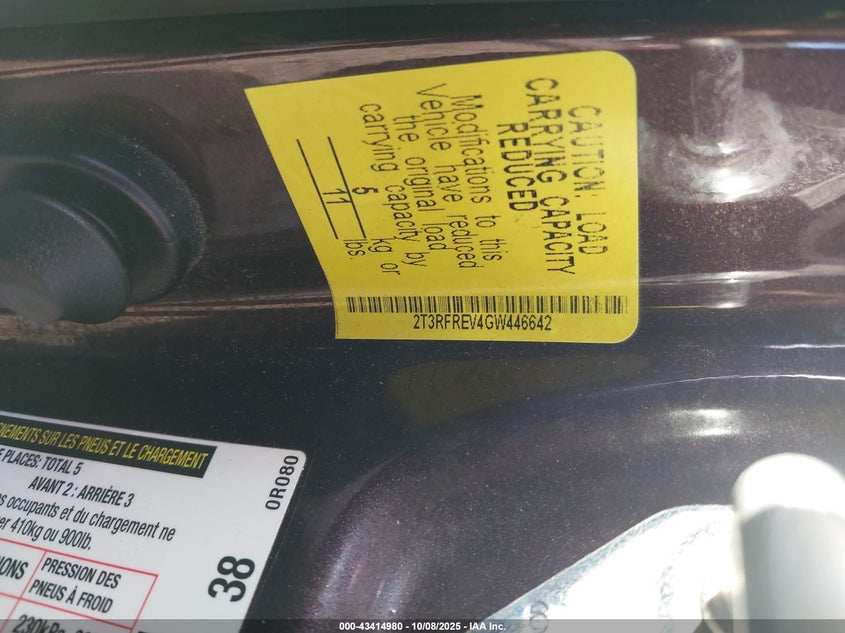 CAUTION: LOAD
CARRYING CAPACITY
REDUCED
Modifications to this
Vehicle have reduced
the original load
carrying capacity by
5 kg or
11 lbs.
2T3RFREV4GW446642
GNEMENTS SUR LES PNEUS ET LE CHARGEMENT
PLACES: TOTAL 5
AVANT 2 : ARRIÈRE 3
occupants et du chargement ne
410kg ou 900lb.
PRESSION DES
PNEUS À FROID
230kPa
0R080
38
000-43414980 - 10/08/2025 - IAA Inc.